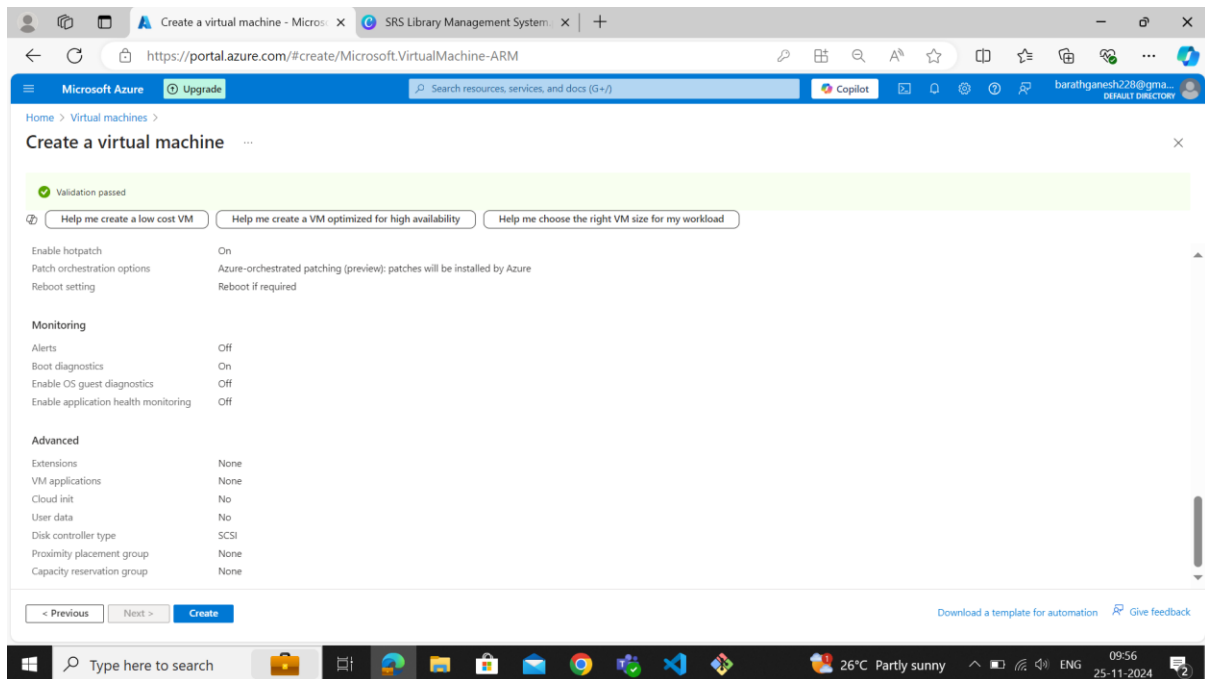 Create a virtual machine - Micros
SRS Library Management System.
https://portal.azure.com/#create/Microsoft.VirtualMachine-ARM
Microsoft Azure
Upgrade
Search resources, services, and docs (G+/)
Copilot
barathganesh228@gma...
DEFAULT DIRECTORY
Home > Virtual machines >
Create a virtual machine ...
Validation passed
Help me create a low cost VM
Help me create a VM optimized for high availability
Help me choose the right VM size for my workload
Enable hotpatch On
Patch orchestration options Azure-orchestrated patching (preview): patches will be installed by Azure
Reboot setting Reboot if required
Monitoring
Alerts Off
Boot diagnostics On
Enable OS guest diagnostics Off
Enable application health monitoring Off
Advanced
Extensions None
VM applications None
Cloud init No
User data No
Disk controller type SCSI
Proximity placement group None
Capacity reservation group None
< Previous
Next >
Create
Download a template for automation
Give feedback
Type here to search
26°C Partly sunny
ENG
09:56
25-11-2024
2